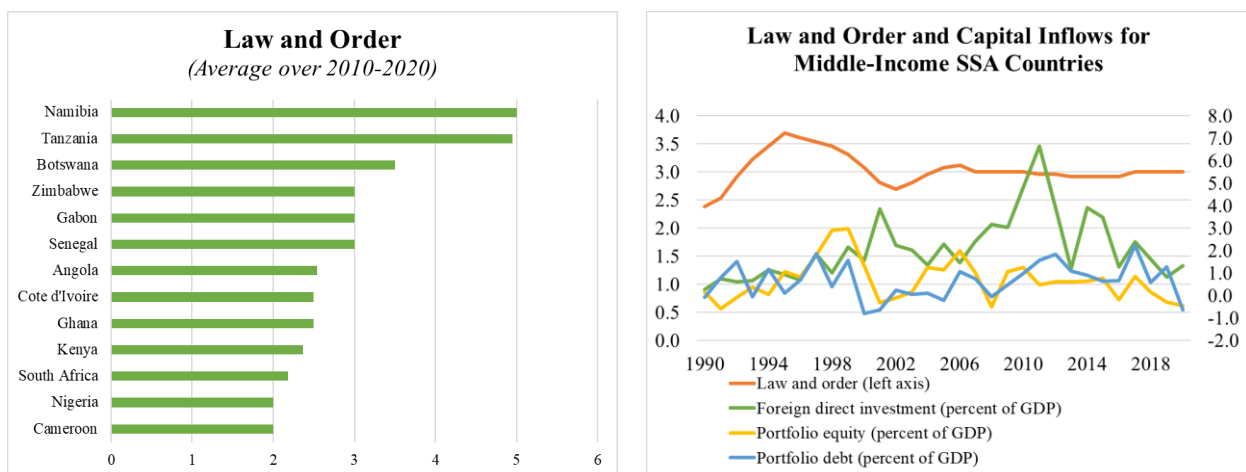 Law and Order
(Average over 2010-2020)
Namibia
Tanzania
Botswana
Zimbabwe
Gabon
Senegal
Angola
Cote d'Ivoire
Ghana
Kenya
South Africa
Nigeria
Cameroon
0 1 2 3 4 5 6
Law and Order and Capital Inflows for
Middle-Income SSA Countries
4.0 8.0
3.5 7.0
3.0 6.0
2.5 5.0
2.0 4.0
1.5 3.0
1.0 2.0
0.5 1.0
0.0 0.0
-1.0
-2.0
1990 1994 1998 2002 2006 2010 2014 2018
Law and order (left axis)
Foreign direct investment (percent of GDP)
Portfolio equity (percent of GDP)
Portfolio debt (percent of GDP)